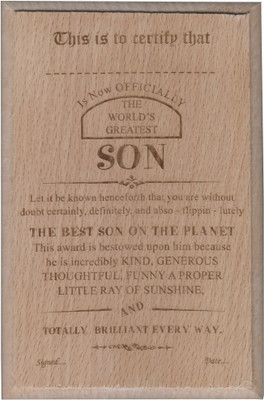 This is to certify that
Is Now OFFICIALLY
THE
WORLD'S
GREATEST
SON
Let it be known henceforth that you are without
doubt certainly, definitely, and abso - flippin - lutely
THE BEST SON ON THE PLANET
This award is bestowed upon him because
he is incredibly KIND, GENEROUS
THOUGHTFUL, FUNNY A PROPER
LITTLE RAY OF SUNSHINE,
AND
TOTALLY BRILLIANT EVERY WAY.
Signed.... Date....